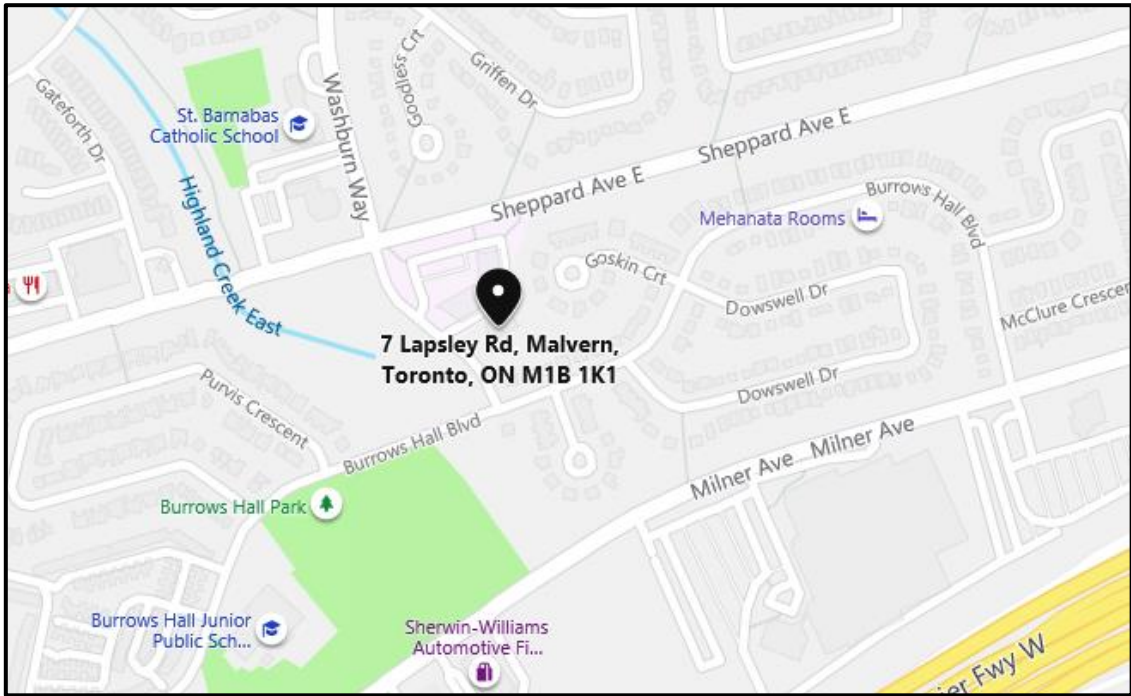 Gateforth Dr
St. Barnabas
Catholic School
Washburn Way
Goodless Crt
Griffen Dr
Sheppard Ave E
Sheppard Ave E
Highland Creek East
Mehanata Rooms
Burrows Hall Blvd
Goskin Crt
Dowswell Dr
McClure Crescen
7 Lapsley Rd, Malvern,
Toronto, ON M1B 1K1
Purvis Crescent
Dowswell Dr
Burrows Hall Blvd
Milner Ave
Milner Ave
Burrows Hall Park
Burrows Hall Junior
Public Sch...
Sherwin-Williams
Automotive Fi...
ier Fwy W